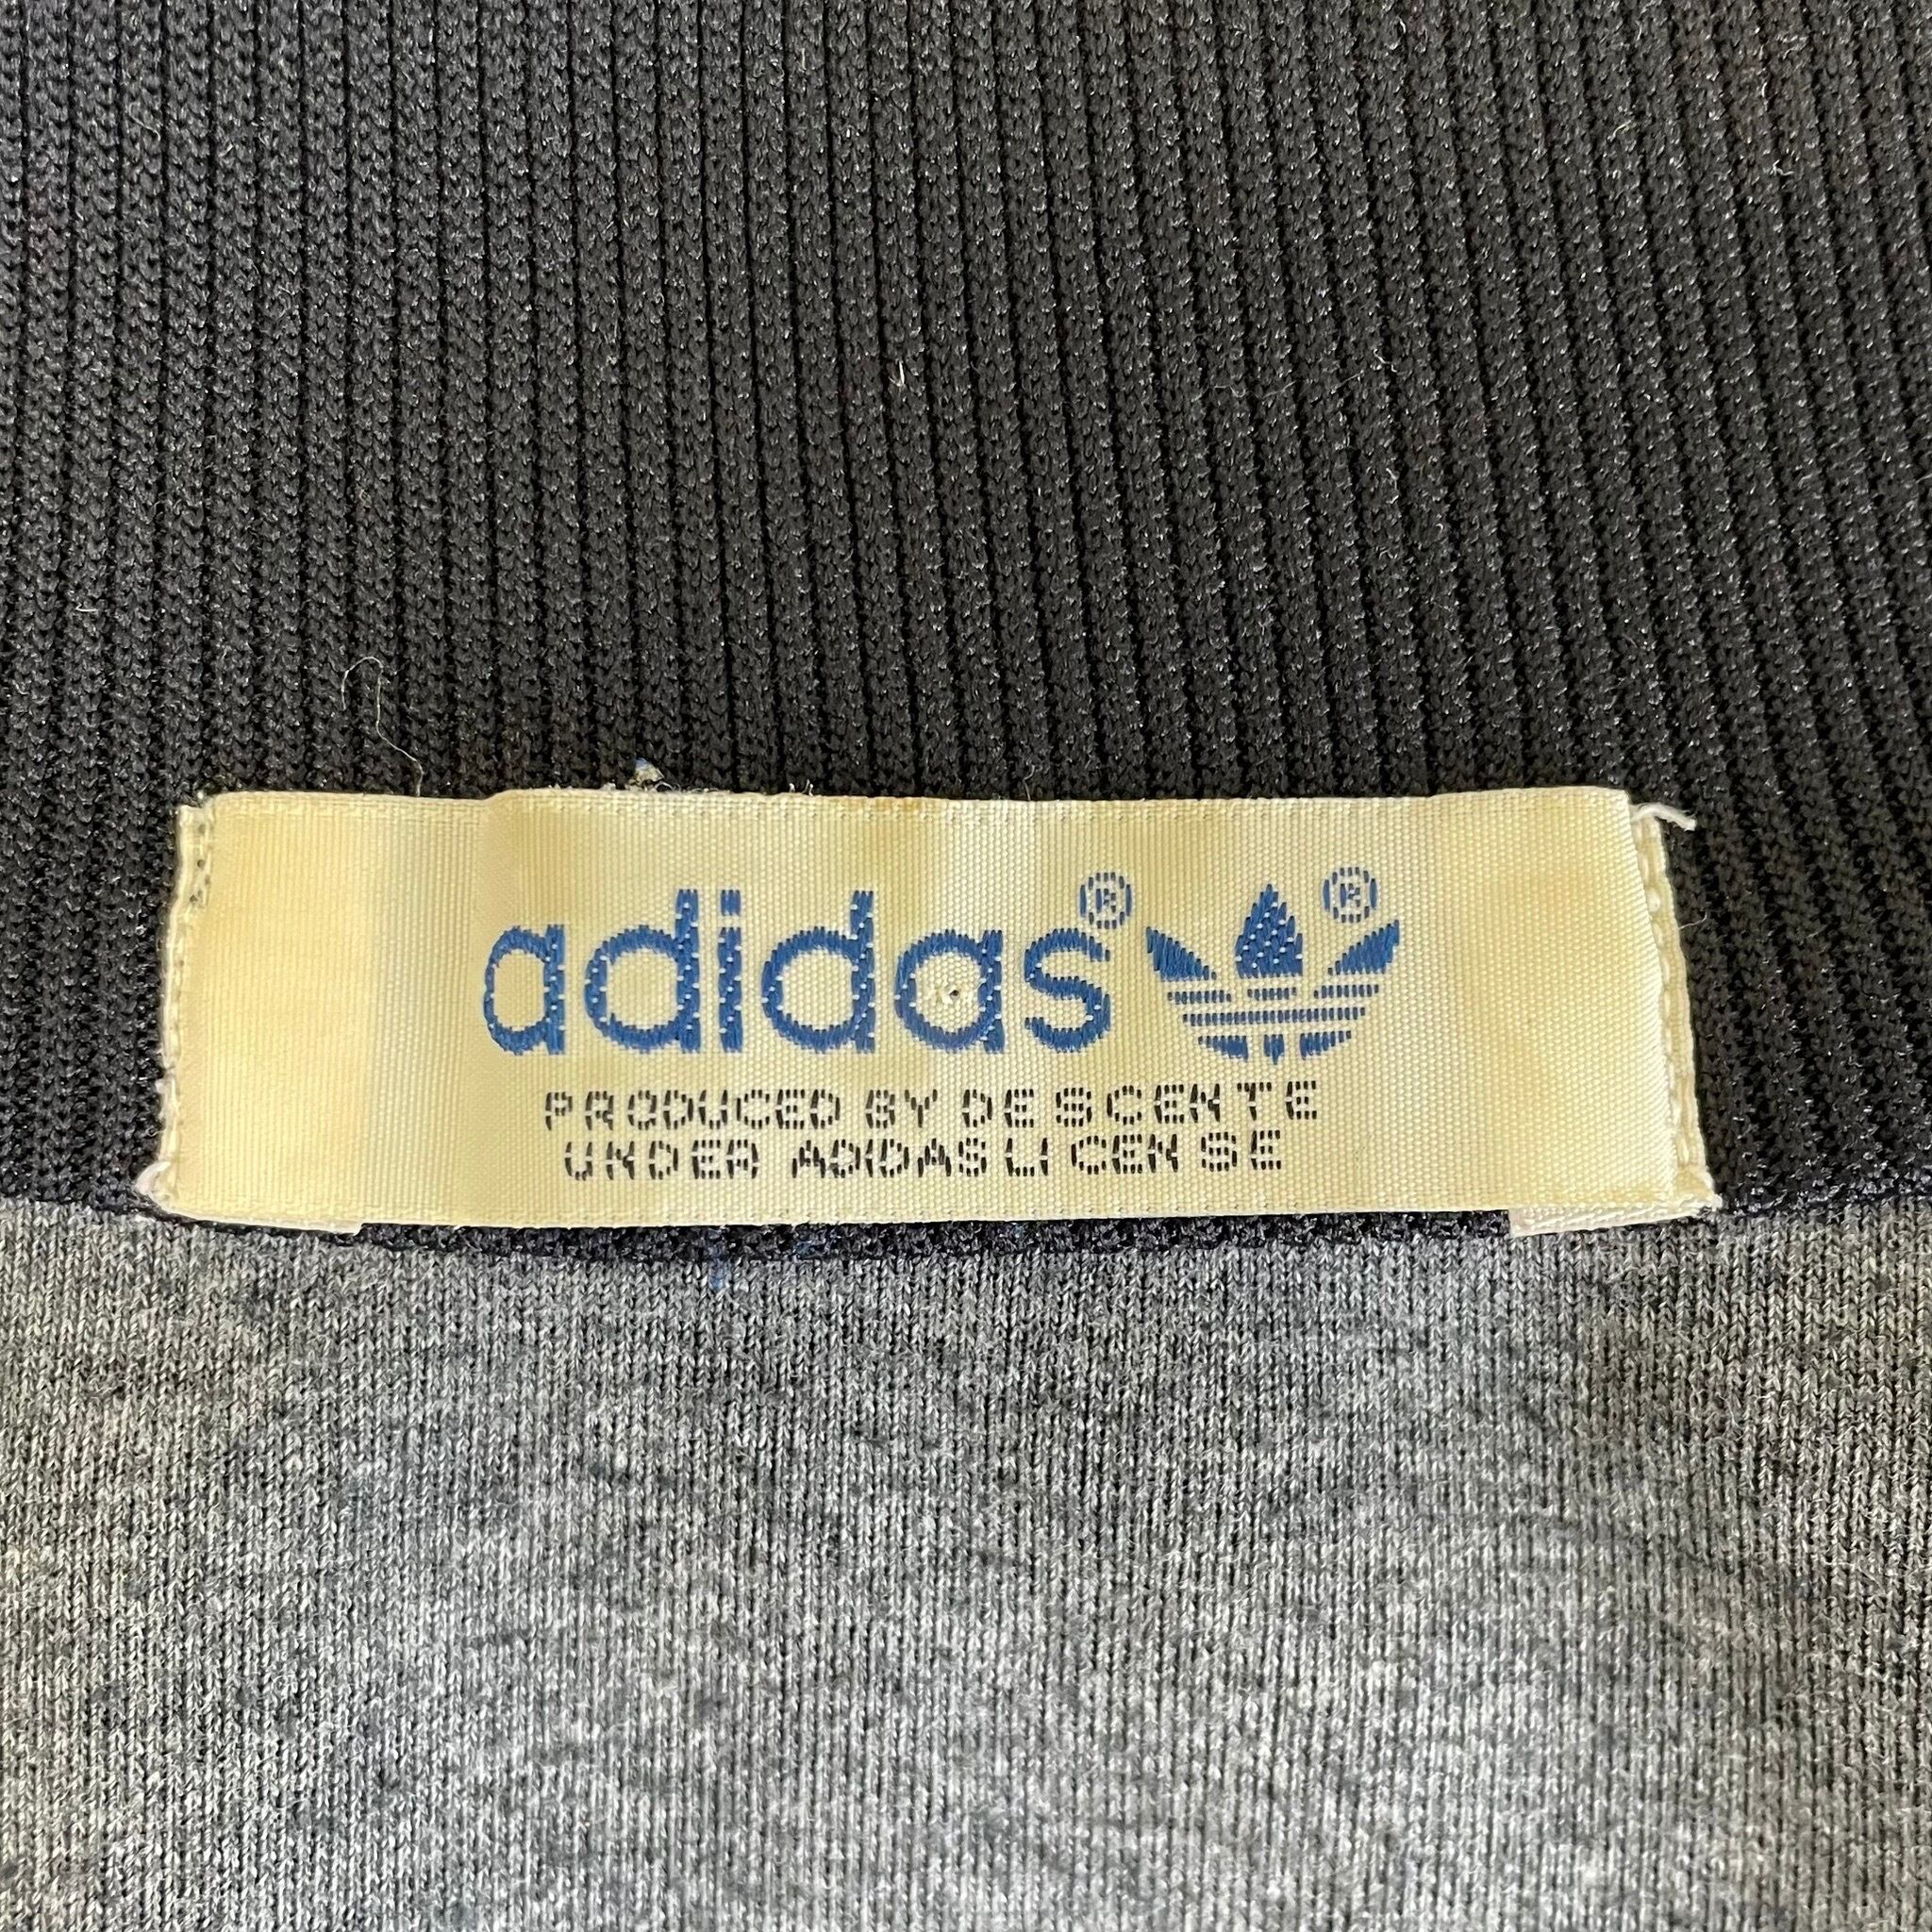 adidas®®
PRODUCED BY DESCENTE
UNDER ADIDAS LICENSE